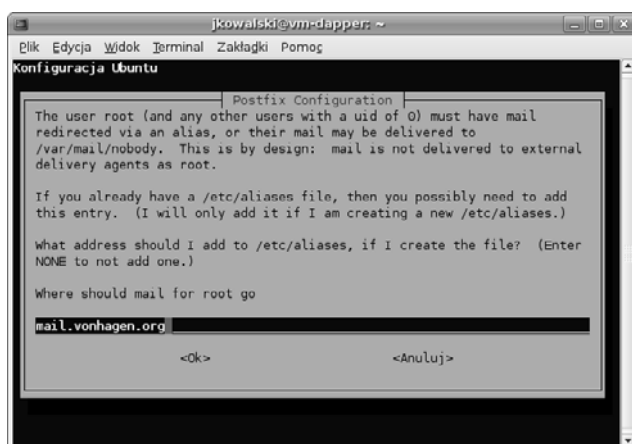 jkowalski@vm-dapper: ~
Plik Edycja Widok Terminal Zakładki Pomoc
Konfiguracja Ubuntu
Postfix Configuration
The user root (and any other users with a uid of 0) must have mail
redirected via an alias, or their mail may be delivered to
/var/mail/nobody. This is by design: mail is not delivered to external
delivery agents as root.
If you already have a /etc/aliases file, then you possibly need to add
this entry. (I will only add it if I am creating a new /etc/aliases.)
What address should I add to /etc/aliases, if I create the file? (Enter
NONE to not add one.)
Where should mail for root go
mail.vonhagen.org
<Ok> <Anuluj>